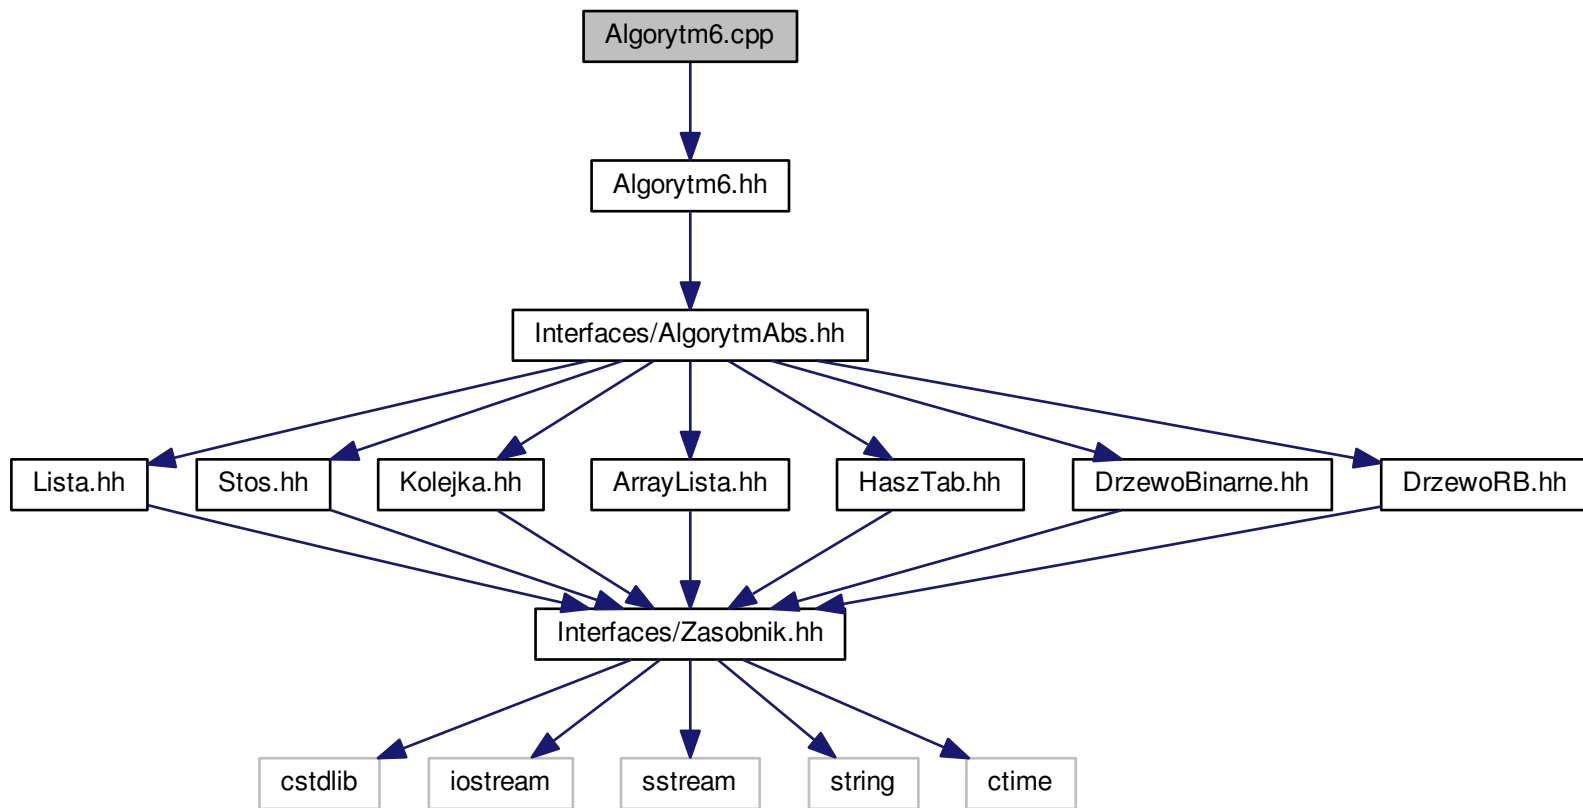 Algorytm6.cpp
Algorytm6.hh
Interfaces/AlgorytmAbs.hh
Lista.hh
Stos.hh
Kolejka.hh
ArrayLista.hh
HaszTab.hh
DrzewoBinarne.hh
DrzewoRB.hh
Interfaces/Zasobnik.hh
cstdlib
iostream
sstream
string
ctime